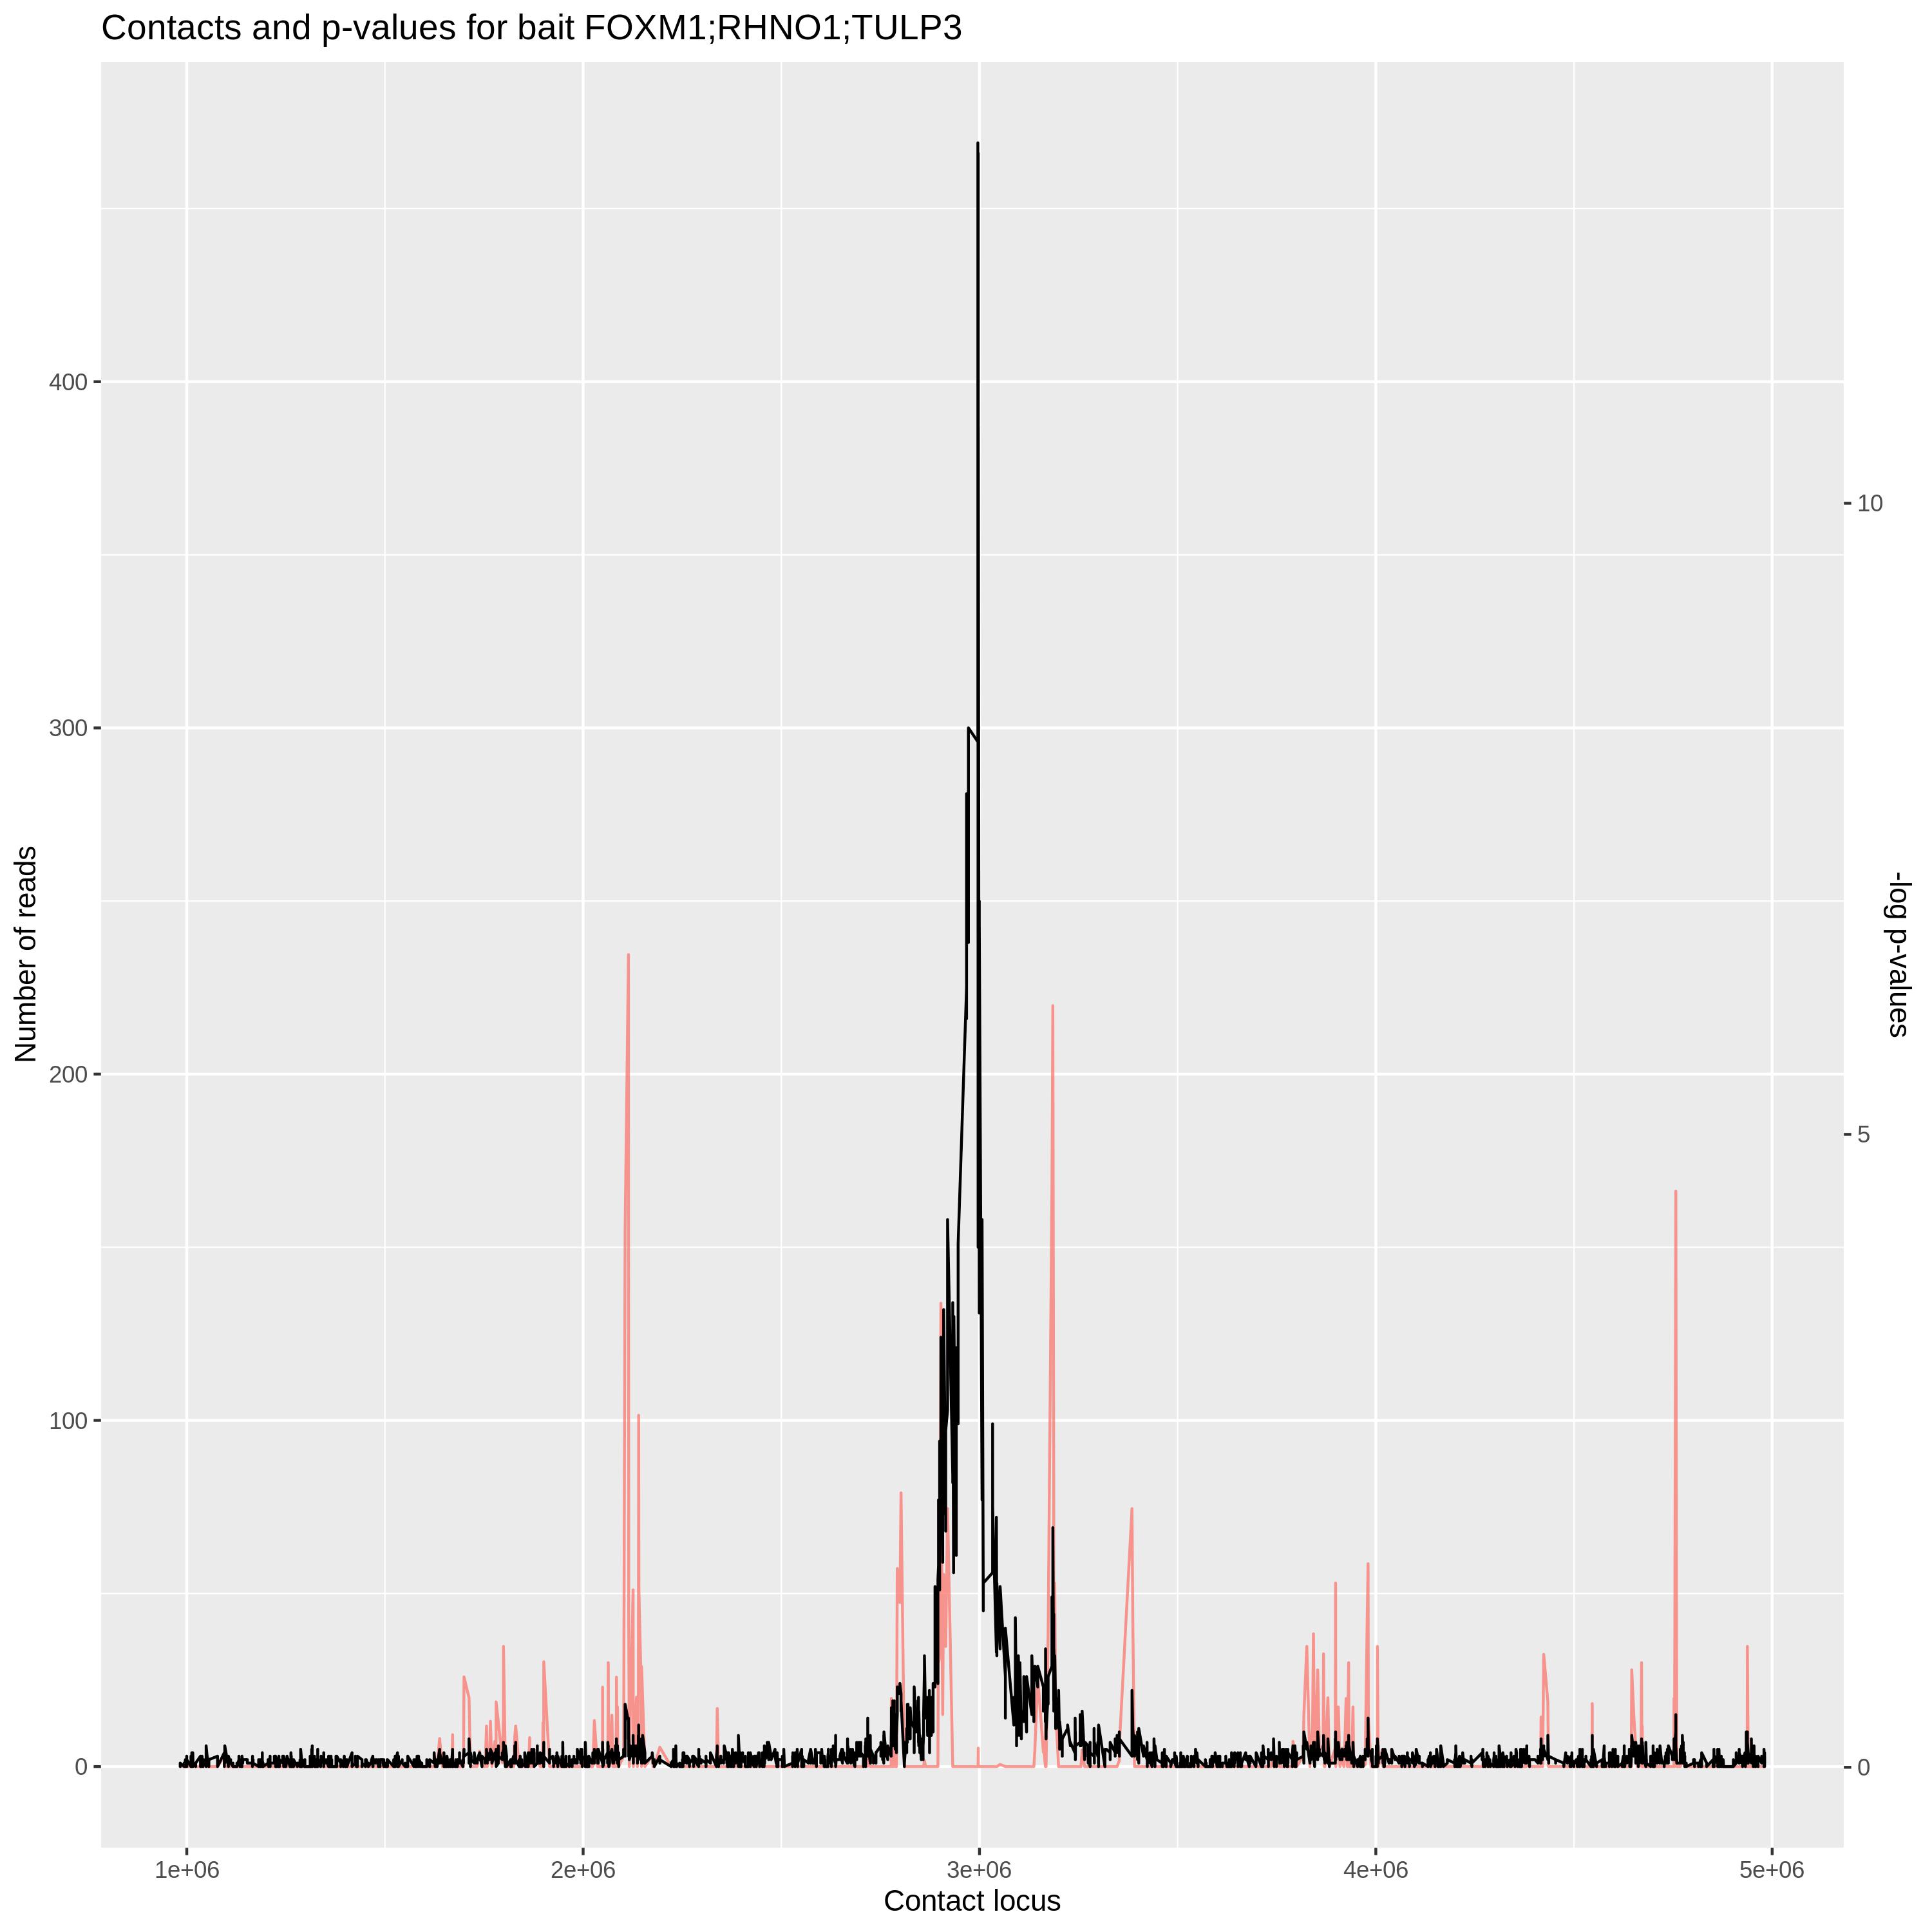 Contacts and p-values for bait FOXM1;RHNO1;TULP3
Number of reads
400
300
200
100
0
10
5
0
-log p-values
1e+06
2e+06
3e+06
4e+06
5e+06
Contact locus